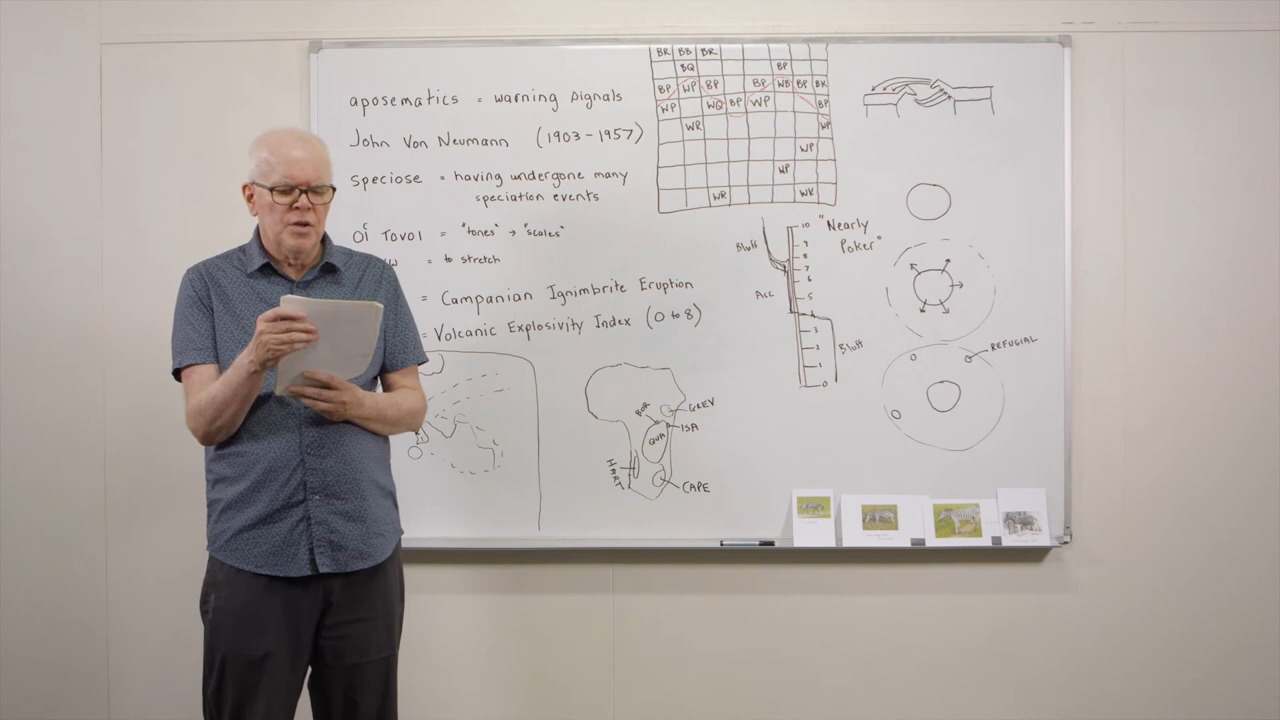 aposematics = warning signals
John Von Neumann (1903-1957)
speciose = having undergone many
speciation events
οἱ τόνοι = "tones" → "scales"
= to stretch
= Campanian Ignimbrite Eruption
= Volcanic Explosivity Index (0 to 8)
BR BB BR
BQ BP
BP WP BP BP WB BP BK
WP WQ BP WP BP
WR WP
WP
WP
WR WK
"Nearly
Poker"
Bluff
Acc
Bluff
10
9
8
7
6
5
4
3
2
1
0
REFUGIAL
BOR
GREV
ISA
QUA
HART
CAPE